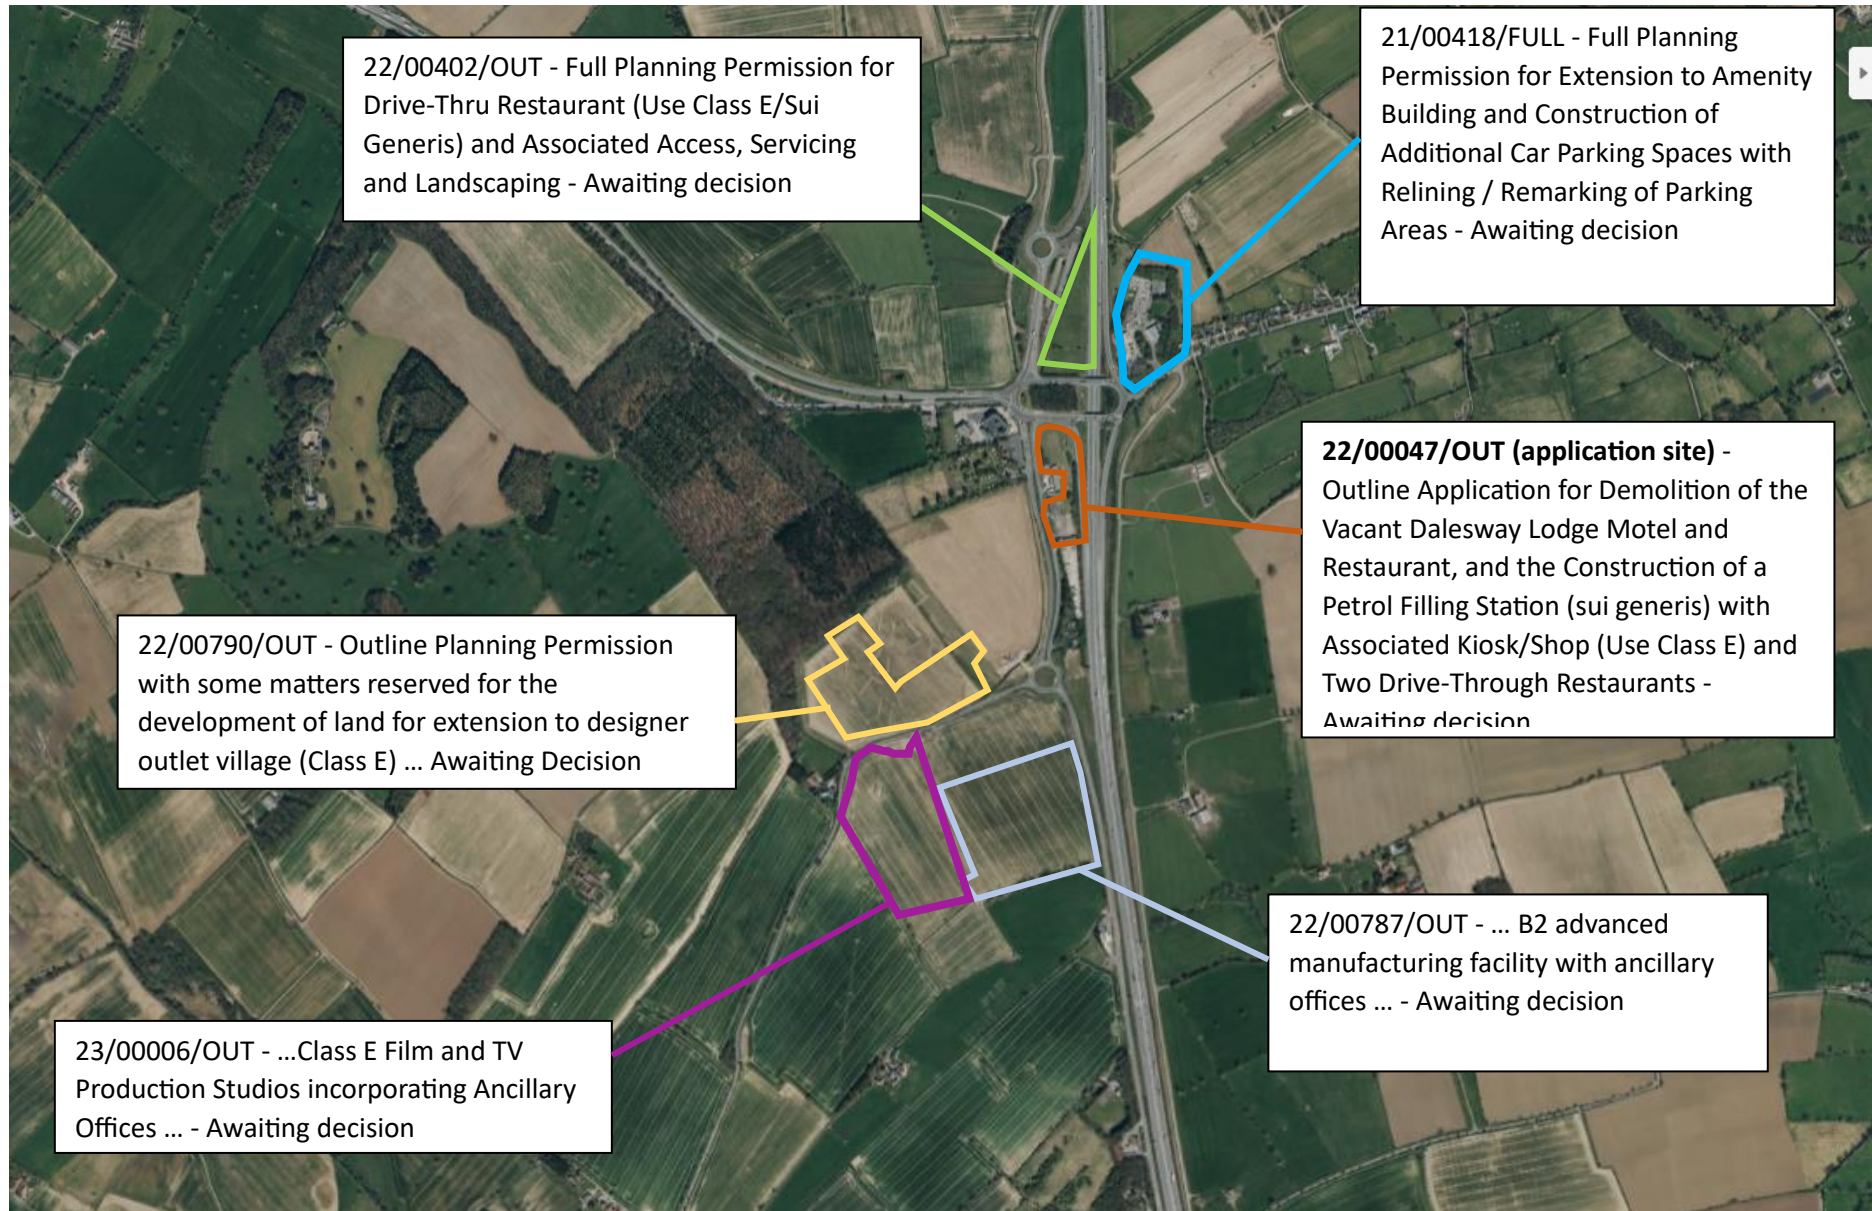 22/00402/OUT - Full Planning Permission for
Drive-Thru Restaurant (Use Class E/Sui
Generis) and Associated Access, Servicing
and Landscaping - Awaiting decision
21/00418/FULL - Full Planning
Permission for Extension to Amenity
Building and Construction of
Additional Car Parking Spaces with
Relining / Remarking of Parking
Areas - Awaiting decision
22/00047/OUT (application site) -
Outline Application for Demolition of the
Vacant Dalesway Lodge Motel and
Restaurant, and the Construction of a
Petrol Filling Station (sui generis) with
Associated Kiosk/Shop (Use Class E) and
Two Drive-Through Restaurants -
Awaiting decision
22/00790/OUT - Outline Planning Permission
with some matters reserved for the
development of land for extension to designer
outlet village (Class E) ... Awaiting Decision
22/00787/OUT - ... B2 advanced
manufacturing facility with ancillary
offices ... - Awaiting decision
23/00006/OUT - ...Class E Film and TV
Production Studios incorporating Ancillary
Offices ... - Awaiting decision